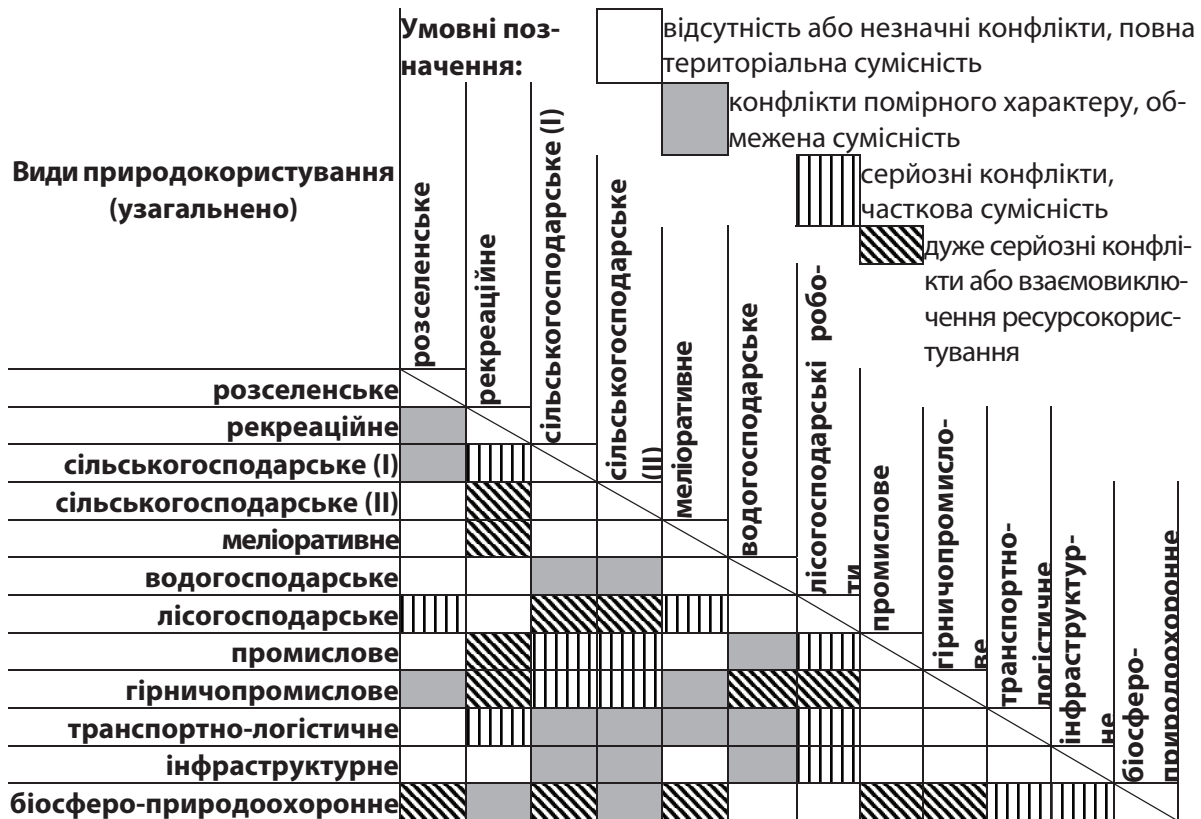 Умовні поз-
начення:
відсутність або незначні конфлікти, повна
територіальна сумісність
конфлікти помірного характеру, об-
межена сумісність
серйозні конфлікти,
часткова сумісність
дуже серйозні конфлі-
кти або взаємовиклю-
чення ресурсокорис-
тування
Види природокористування
(узагальнено)
розселенське
рекреаційне
сільськогосподарське (I)
сільськогосподарське
(II)
меліоративне
водогосподарське
лісогосподарські робо-
ти
промислове
гірничопромисло-
ве
транспортно-
логістичне
інфраструктур-
не
біосферо-
природоохоронне
розселенське
рекреаційне
сільськогосподарське (I)
сільськогосподарське (II)
меліоративне
водогосподарське
лісогосподарське
промислове
гірничопромислове
транспортно-логістичне
інфраструктурне
біосферо-природоохоронне